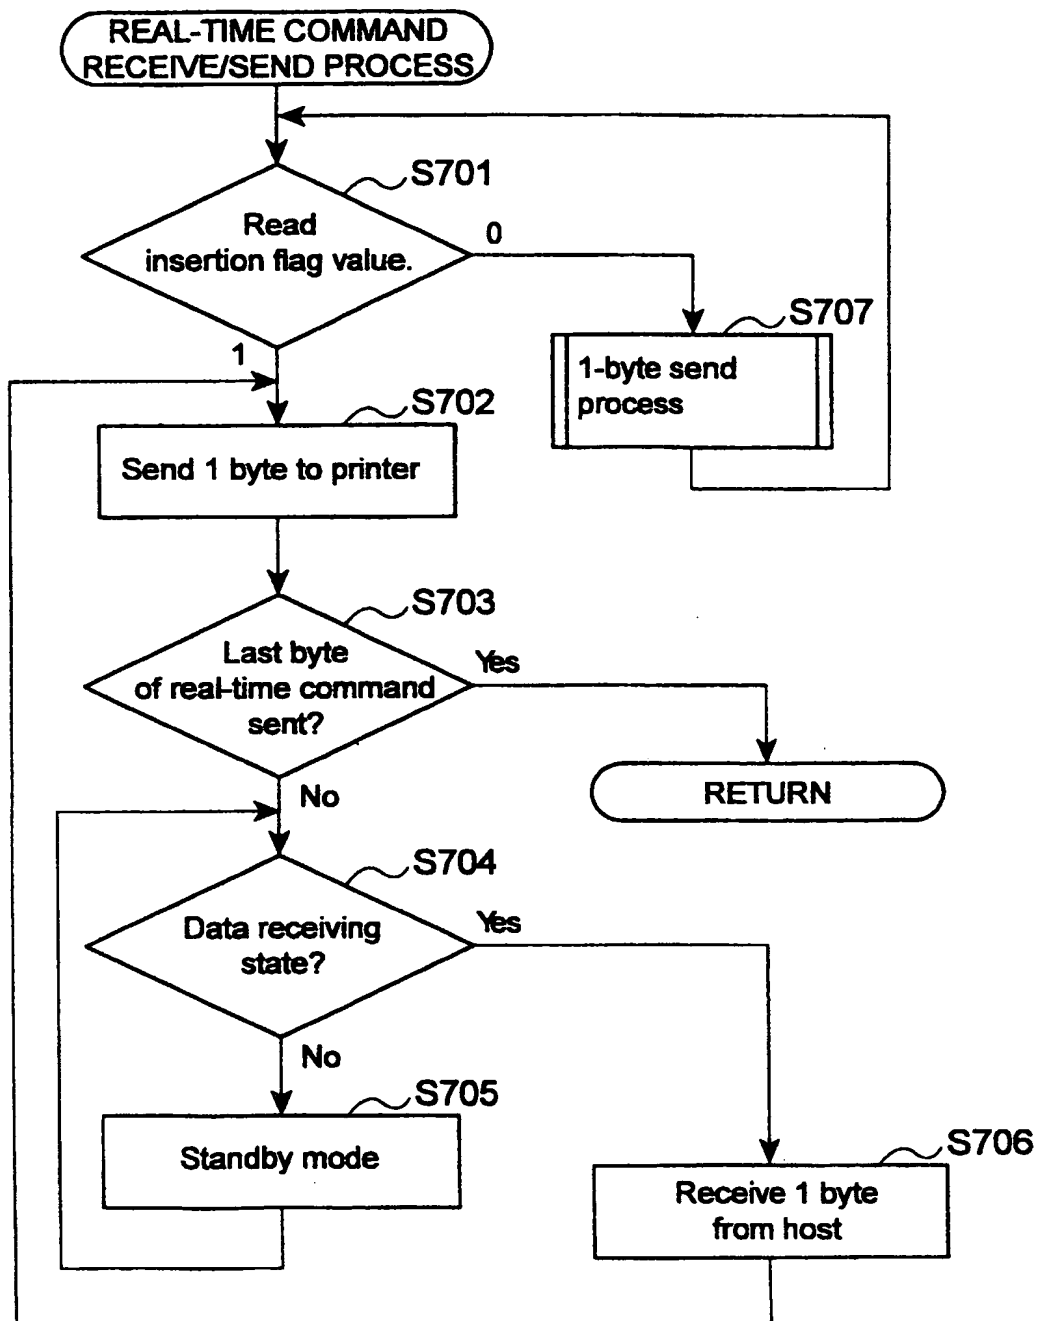 REAL-TIME COMMAND
RECEIVE/SEND PROCESS
S701
Read
insertion flag value.
0
S707
1-byte send
process
1
S702
Send 1 byte to printer
S703
Last byte
of real-time command
sent?
Yes
RETURN
No
S704
Data receiving
state?
Yes
No
S705
Standby mode
S706
Receive 1 byte
from host